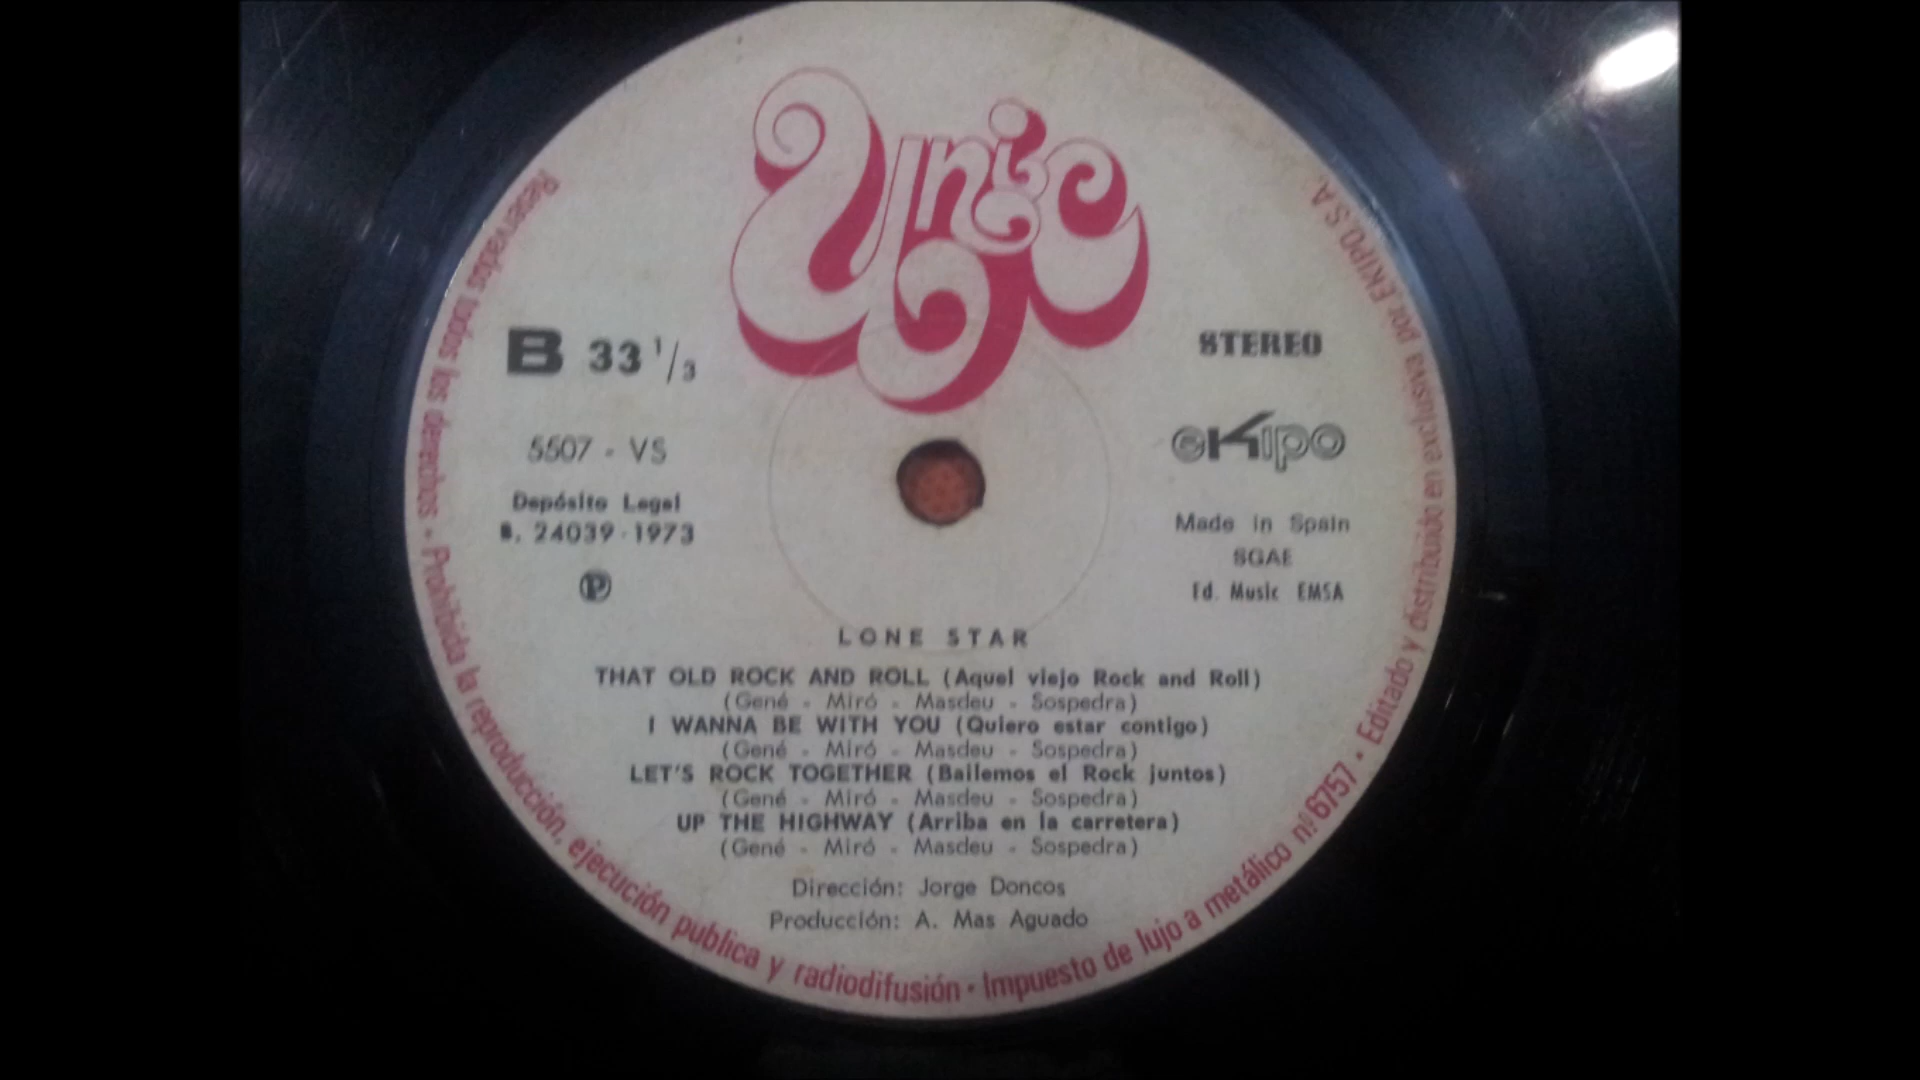 Unic
B 33 1/3
STEREO
5507 - VS
ekipo
Depósito Legal
B. 24039-1973
Made in Spain
SGAE
Ed. Music EMSA
P
LONE STAR
THAT OLD ROCK AND ROLL (Aquel viejo Rock and Roll)
(Gené - Miró - Masdeu - Sospedra)
I WANNA BE WITH YOU (Quiero estar contigo)
(Gené - Miró - Masdeu - Sospedra)
LET'S ROCK TOGETHER (Bailemos el Rock juntos)
(Gené - Miró - Masdeu - Sospedra)
UP THE HIGHWAY (Arriba en la carretera)
(Gené - Miró - Masdeu - Sospedra)
Dirección: Jorge Doncos
Producción: A. Mas Aguado
Reservados todos los derechos · Prohibida la reproducción, ejecución publica y radiodifusión · Impuesto de lujo a metálico nº 6757 · Editado y distribuido en exclusiva por EKIPO, S.A.